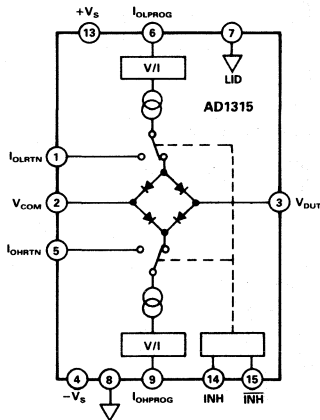 +VS IOLPROG
13 6 7
V/I LID
AD1315
IOLRTN 1
VCOM 2 3 VDUT
IOHRTN 5
V/I
4 8 9 14 15
-VS IOHPROG INH INH